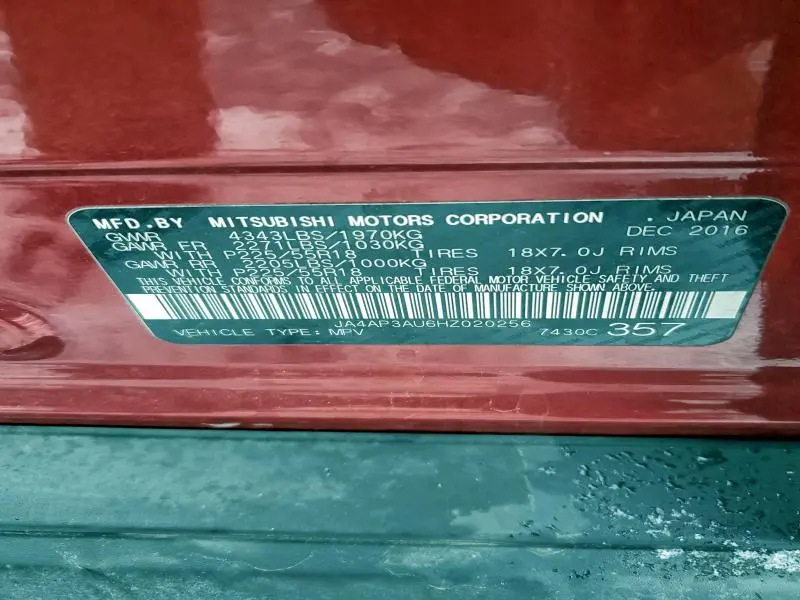 MFD.BY MITSUBISHI MOTORS CORPORATION . JAPAN
GVWR 4343LBS/1970KG DEC 2016
GAWR FR 2271LBS/1030KG
WITH P225/55R18 TIRES 18X7.0J RIMS
GAWR RR 2205LBS/1000KG
WITH P225/55R18 TIRES 18X7.0J RIMS
THIS VEHICLE CONFORMS TO ALL APPLICABLE FEDERAL MOTOR VEHICLE SAFETY AND THEFT
PREVENTION STANDARDS IN EFFECT ON THE DATE OF MANUFACTURE SHOWN ABOVE.
JA4AP3AU6HZ020256
VEHICLE TYPE: MPV 7430C 357